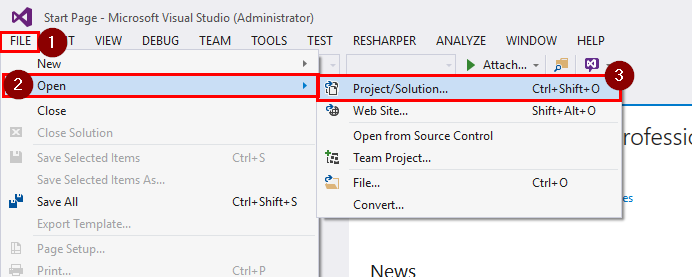 Start Page - Microsoft Visual Studio (Administrator)
FILE 1 VIEW DEBUG TEAM TOOLS TEST RESHARPER ANALYZE WINDOW HELP
New
Attach...
2 Open
3
Project/Solution... Ctrl+Shift+O
Close
Web Site... Shift+Alt+O
Close Solution
Open from Source Control
Save Selected Items Ctrl+S
Team Project...
Save Selected Items As...
File... Ctrl+O
Save All Ctrl+Shift+S
Convert...
Export Template...
Page Setup...
Print... Ctrl+P
News